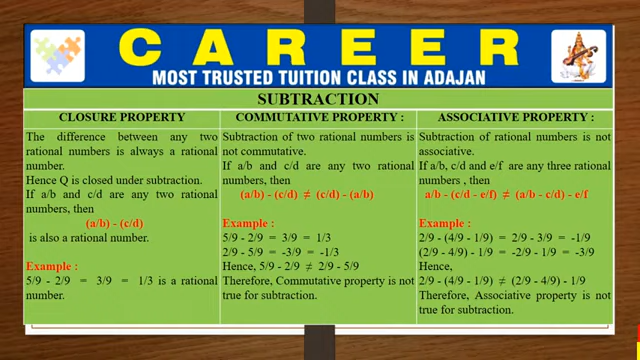 CAREER
MOST TRUSTED TUITION CLASS IN ADAJAN
SUBTRACTION
CLOSURE PROPERTY
The difference between any two
rational numbers is always a rational
number.
Hence Q is closed under subtraction.
If a/b and c/d are any two rational
numbers, then
(a/b) - (c/d)
is also a rational number.
Example :
5/9 - 2/9 = 3/9 = 1/3 is a rational
number.
COMMUTATIVE PROPERTY :
Subtraction of two rational numbers is
not commutative.
If a/b and c/d are any two rational
numbers, then
(a/b) - (c/d) ≠ (c/d) - (a/b)
Example :
5/9 - 2/9 = 3/9 = 1/3
2/9 - 5/9 = -3/9 = -1/3
Hence, 5/9 - 2/9 ≠ 2/9 - 5/9
Therefore, Commutative property is not
true for subtraction.
ASSOCIATIVE PROPERTY :
Subtraction of rational numbers is not
associative.
If a/b, c/d and e/f are any three rational
numbers , then
a/b - (c/d - e/f) ≠ (a/b - c/d) - e/f
Example :
2/9 - (4/9 - 1/9) = 2/9 - 3/9 = -1/9
(2/9 - 4/9) - 1/9 = -2/9 - 1/9 = -3/9
Hence,
2/9 - (4/9 - 1/9) ≠ (2/9 - 4/9) - 1/9
Therefore, Associative property is not
true for subtraction.